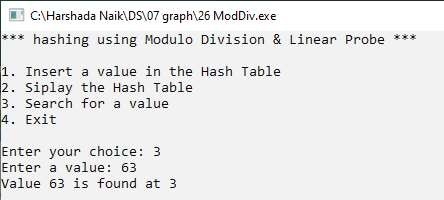 C:\Harshada Naik\DS\07 graph\26 ModDiv.exe
*** hashing using Modulo Division & Linear Probe ***
1. Insert a value in the Hash Table
2. Siplay the Hash Table
3. Search for a value
4. Exit
Enter your choice: 3
Enter a value: 63
Value 63 is found at 3